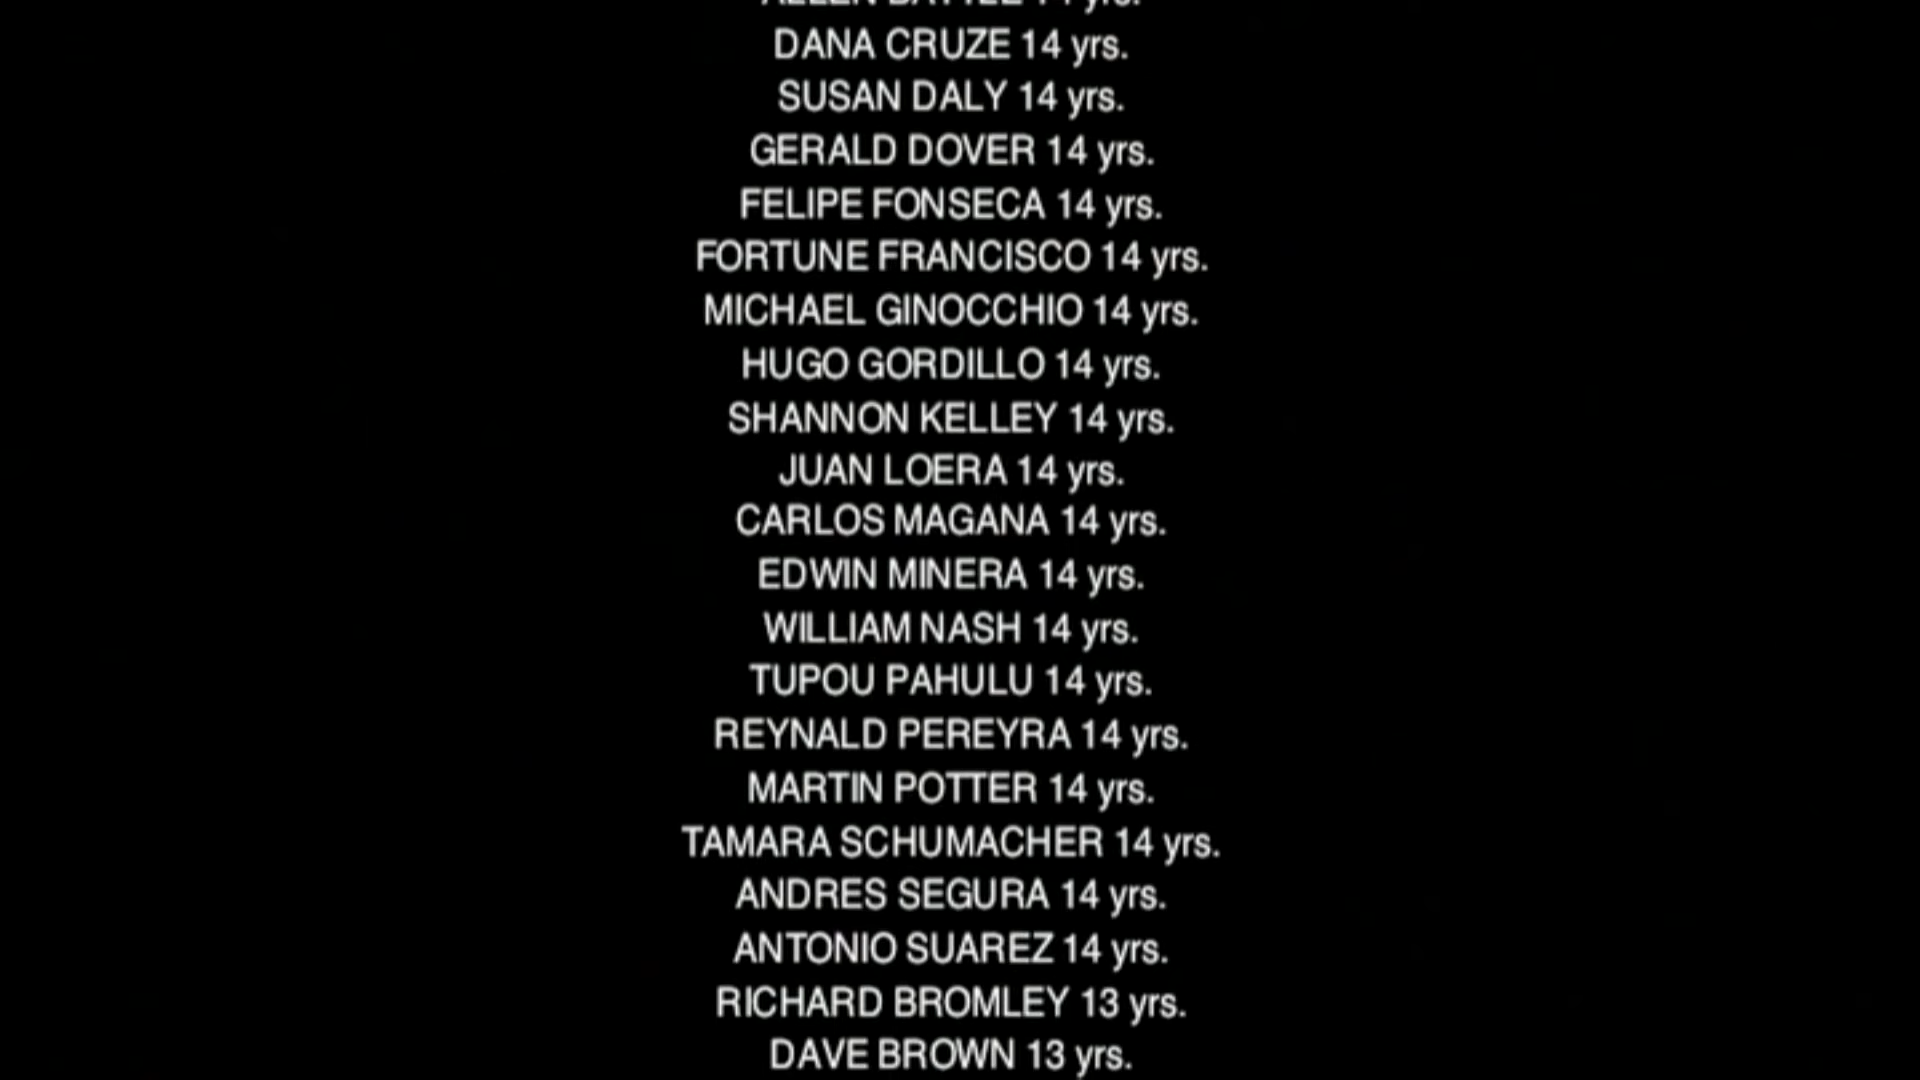 DANA CRUZE 14 yrs.
SUSAN DALY 14 yrs.
GERALD DOVER 14 yrs.
FELIPE FONSECA 14 yrs.
FORTUNE FRANCISCO 14 yrs.
MICHAEL GINOCCHIO 14 yrs.
HUGO GORDILLO 14 yrs.
SHANNON KELLEY 14 yrs.
JUAN LOERA 14 yrs.
CARLOS MAGANA 14 yrs.
EDWIN MINERA 14 yrs.
WILLIAM NASH 14 yrs.
TUPOU PAHULU 14 yrs.
REYNALD PEREYRA 14 yrs.
MARTIN POTTER 14 yrs.
TAMARA SCHUMACHER 14 yrs.
ANDRES SEGURA 14 yrs.
ANTONIO SUAREZ 14 yrs.
RICHARD BROMLEY 13 yrs.
DAVE BROWN 13 yrs.